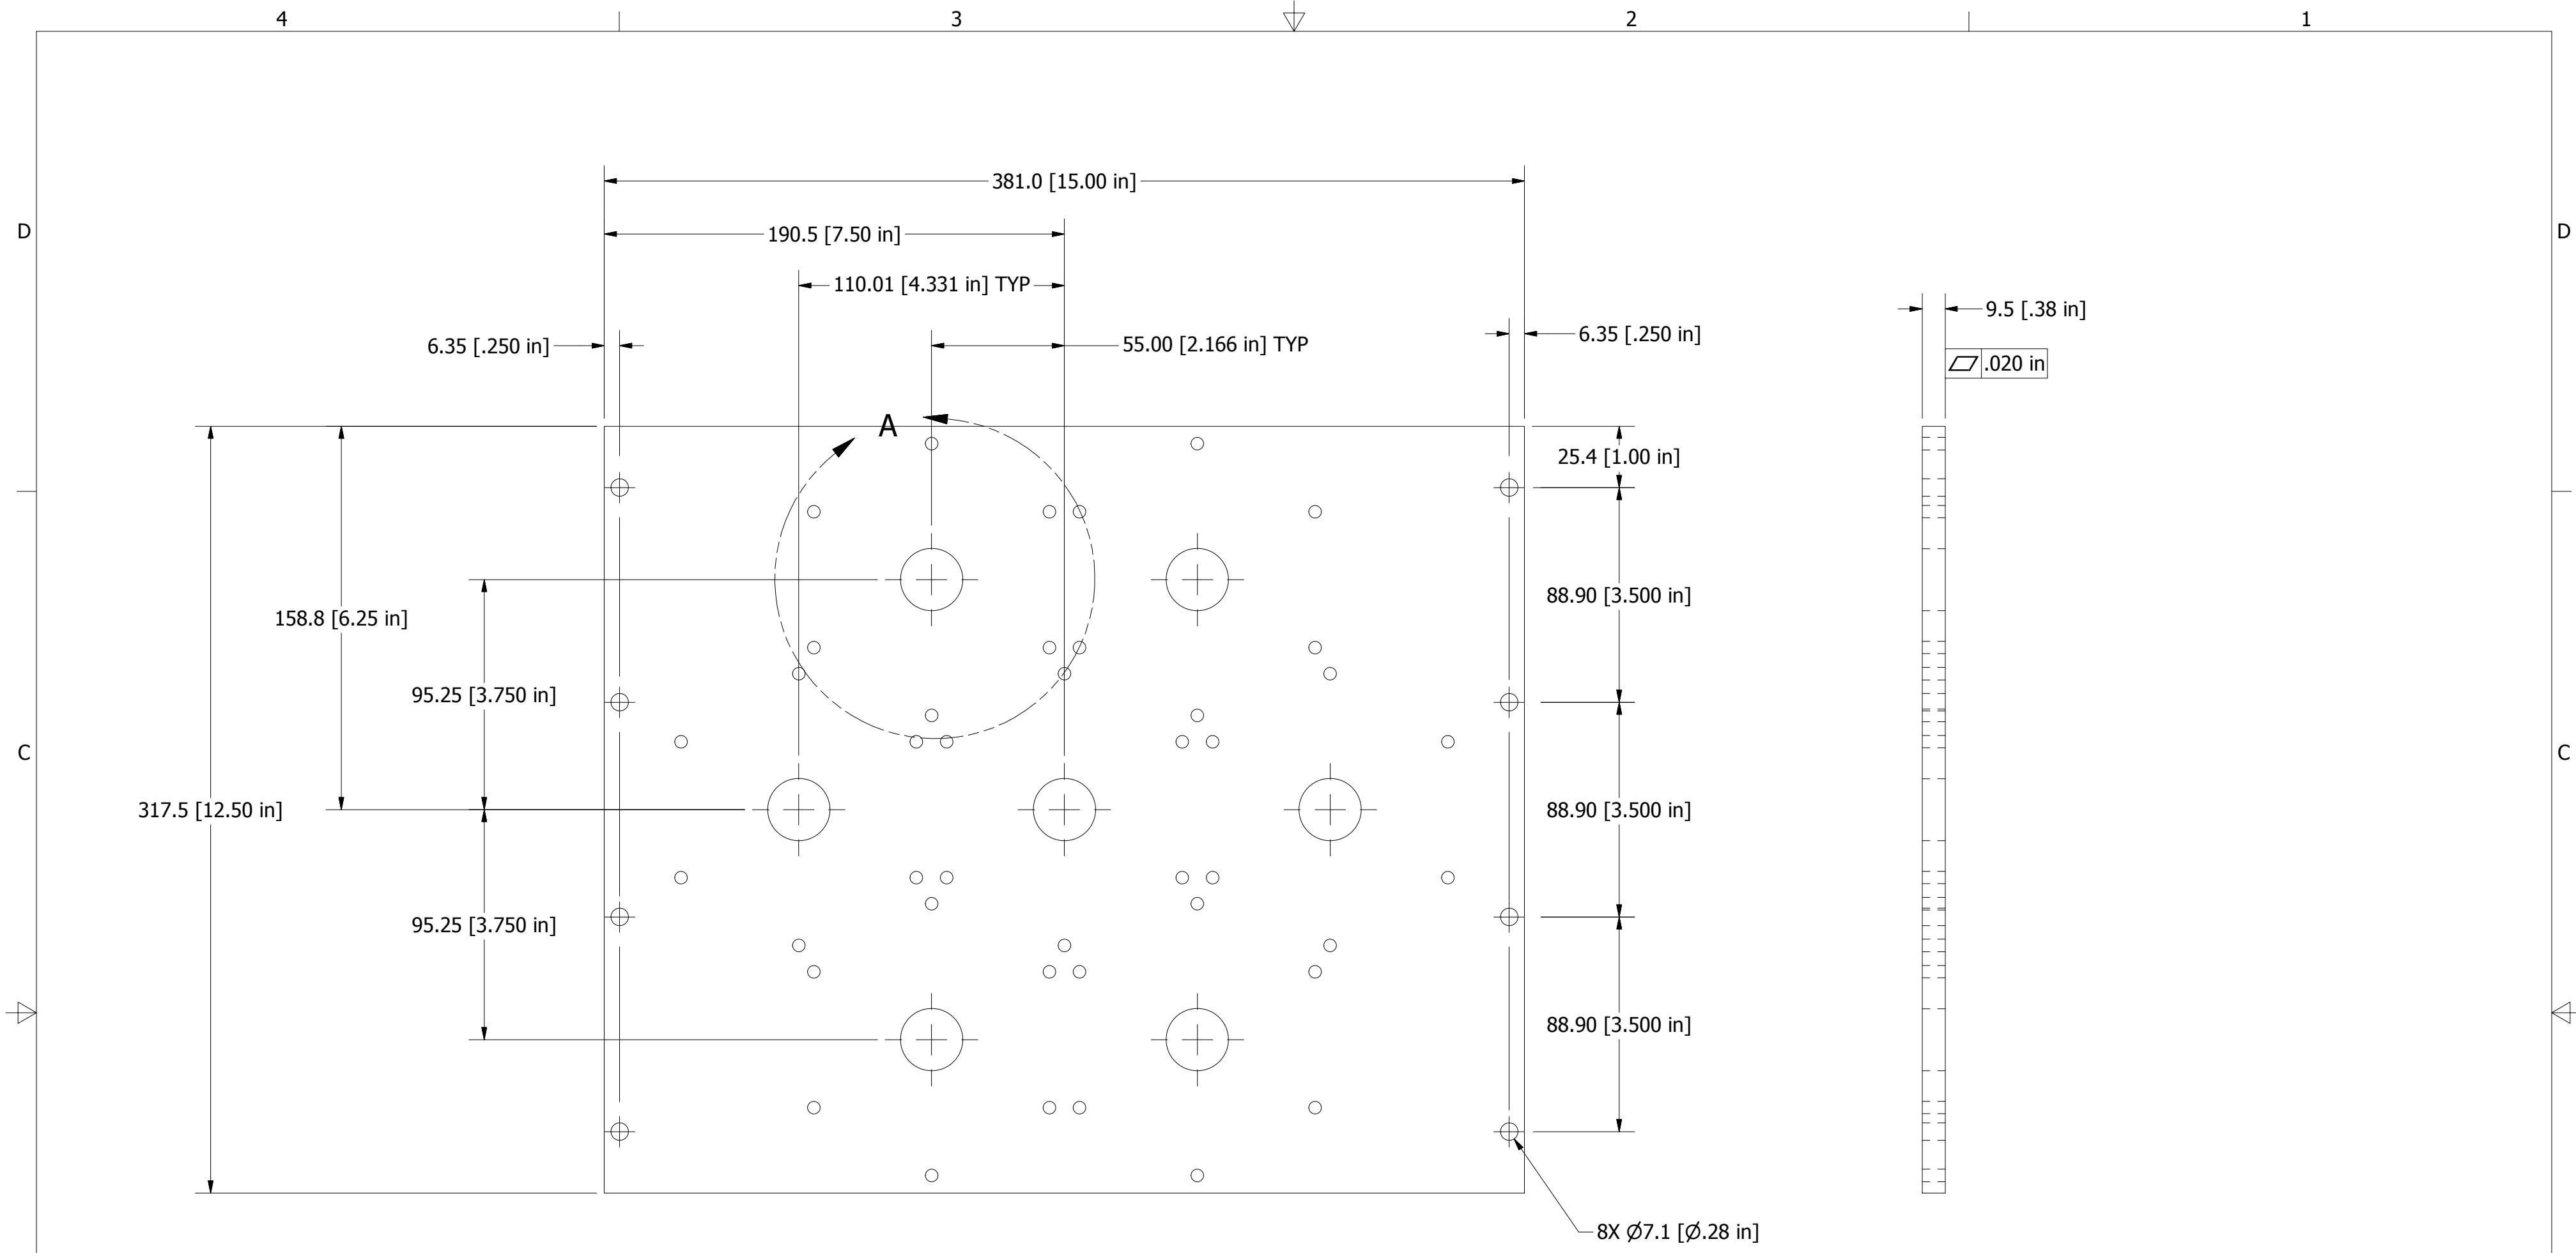 4 3 2 1
381.0 [15.00 in]
D 190.5 [7.50 in] D
110.01 [4.331 in] TYP
9.5 [.38 in]
6.35 [.250 in] 55.00 [2.166 in] TYP 6.35 [.250 in]
.020 in
A
25.4 [1.00 in]
88.90 [3.500 in]
158.8 [6.25 in]
95.25 [3.750 in]
C C
317.5 [12.50 in] 88.90 [3.500 in]
95.25 [3.750 in]
88.90 [3.500 in]
8X Ø7.1 [Ø.28 in]